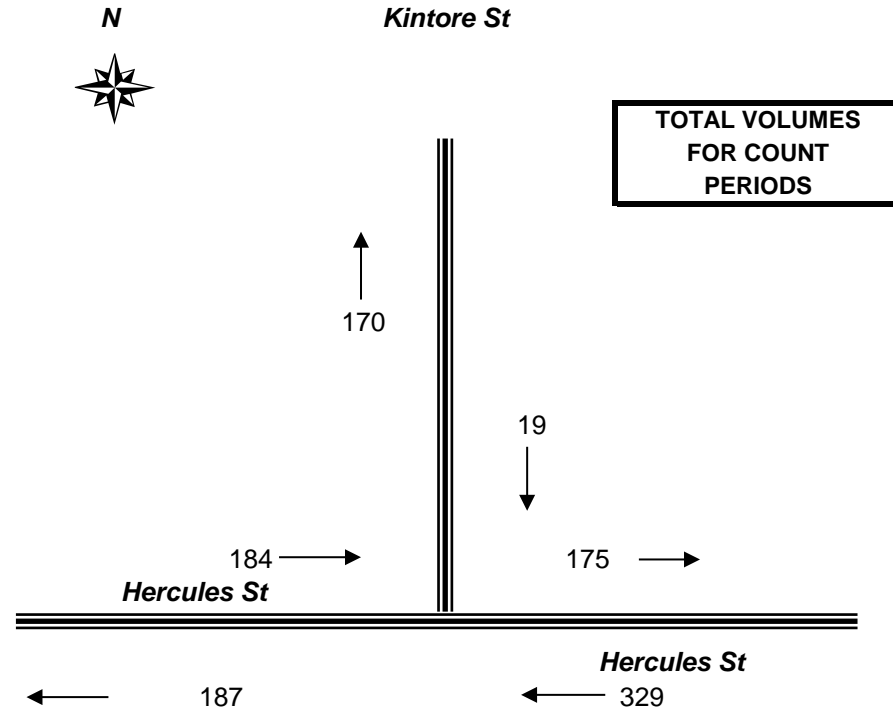 N
Kintore St
TOTAL VOLUMES
FOR COUNT
PERIODS
170
19
184
175
Hercules St
Hercules St
187
329